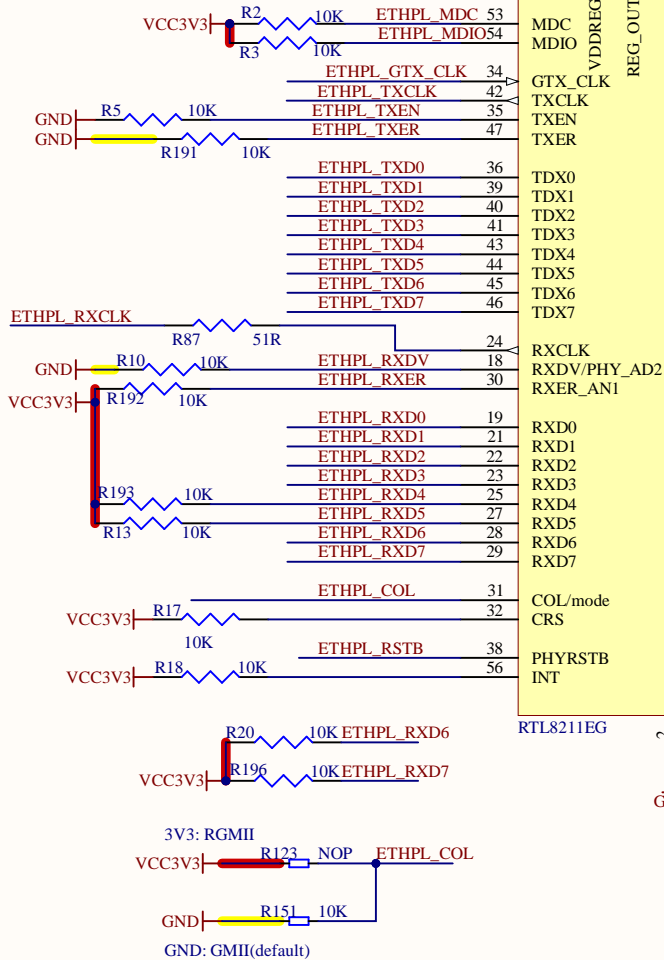 R2 10K ETHPL_MDC 53 MDC
VCC3V3
R3 10K ETHPL_MDIO 54 MDIO
VDDREG
REG_OUT
ETHPL_GTX_CLK 34 GTX_CLK
ETHPL_TXCLK 42 TXCLK
GND R5 10K ETHPL_TXEN 35 TXEN
GND R191 10K ETHPL_TXER 47 TXER
ETHPL_TXD0 36 TDX0
ETHPL_TXD1 39 TDX1
ETHPL_TXD2 40 TDX2
ETHPL_TXD3 41 TDX3
ETHPL_TXD4 43 TDX4
ETHPL_TXD5 44 TDX5
ETHPL_TXD6 45 TDX6
ETHPL_TXD7 46 TDX7
ETHPL_RXCLK R87 51R 24 RXCLK
GND R10 10K ETHPL_RXDV 18 RXDV/PHY_AD2
VCC3V3 R192 10K ETHPL_RXER 30 RXER_AN1
ETHPL_RXD0 19 RXD0
ETHPL_RXD1 21 RXD1
ETHPL_RXD2 22 RXD2
ETHPL_RXD3 23 RXD3
R193 10K ETHPL_RXD4 25 RXD4
R13 10K ETHPL_RXD5 27 RXD5
ETHPL_RXD6 28 RXD6
ETHPL_RXD7 29 RXD7
ETHPL_COL 31 COL/mode
VCC3V3 R17 10K 32 CRS
ETHPL_RSTB 38 PHYRSTB
VCC3V3 R18 10K 56 INT
RTL8211EG
R20 10K ETHPL_RXD6
VCC3V3 R196 10K ETHPL_RXD7
3V3: RGMII
VCC3V3 R123 NOP ETHPL_COL
GND R151 10K
GND: GMII(default)